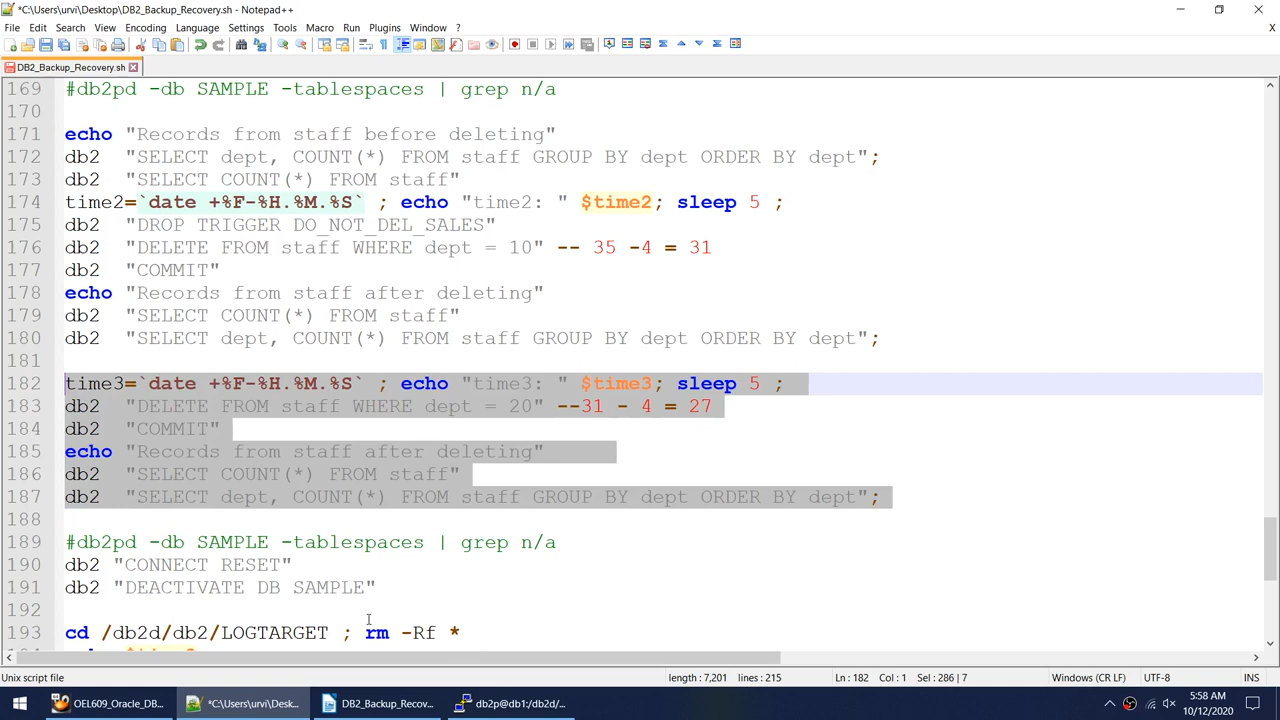 *C:\Users\urvi\Desktop\DB2_Backup_Recovery.sh - Notepad++
File Edit Search View Encoding Language Settings Tools Macro Run Plugins Window ? X
DB2_Backup_Recovery.sh
169 #db2pd -db SAMPLE -tablespaces | grep n/a
170
171 echo "Records from staff before deleting"
172 db2 "SELECT dept, COUNT(*) FROM staff GROUP BY dept ORDER BY dept";
173 db2 "SELECT COUNT(*) FROM staff"
174 time2=`date +%F-%H.%M.%S` ; echo "time2: " $time2; sleep 5 ;
175 db2 "DROP TRIGGER DO_NOT_DEL_SALES"
176 db2 "DELETE FROM staff WHERE dept = 10" -- 35 -4 = 31
177 db2 "COMMIT"
178 echo "Records from staff after deleting"
179 db2 "SELECT COUNT(*) FROM staff"
180 db2 "SELECT dept, COUNT(*) FROM staff GROUP BY dept ORDER BY dept";
181
182 time3=`date +%F-%H.%M.%S` ; echo "time3: " $time3; sleep 5 ;
183 db2 "DELETE FROM staff WHERE dept = 20" --31 - 4 = 27
184 db2 "COMMIT"
185 echo "Records from staff after deleting"
186 db2 "SELECT COUNT(*) FROM staff"
187 db2 "SELECT dept, COUNT(*) FROM staff GROUP BY dept ORDER BY dept";
188
189 #db2pd -db SAMPLE -tablespaces | grep n/a
190 db2 "CONNECT RESET"
191 db2 "DEACTIVATE DB SAMPLE"
192
193 cd /db2d/db2/LOGTARGET ; rm -Rf *
Unix script file length : 7,201 lines : 215 Ln : 182 Col : 1 Sel : 286 | 7 Windows (CR LF) UTF-8 INS
OEL609_Oracle_DB... *C:\Users\urvi\Desk... DB2_Backup_Recov... db2p@db1:/db2d/... 5:58 AM
10/12/2020